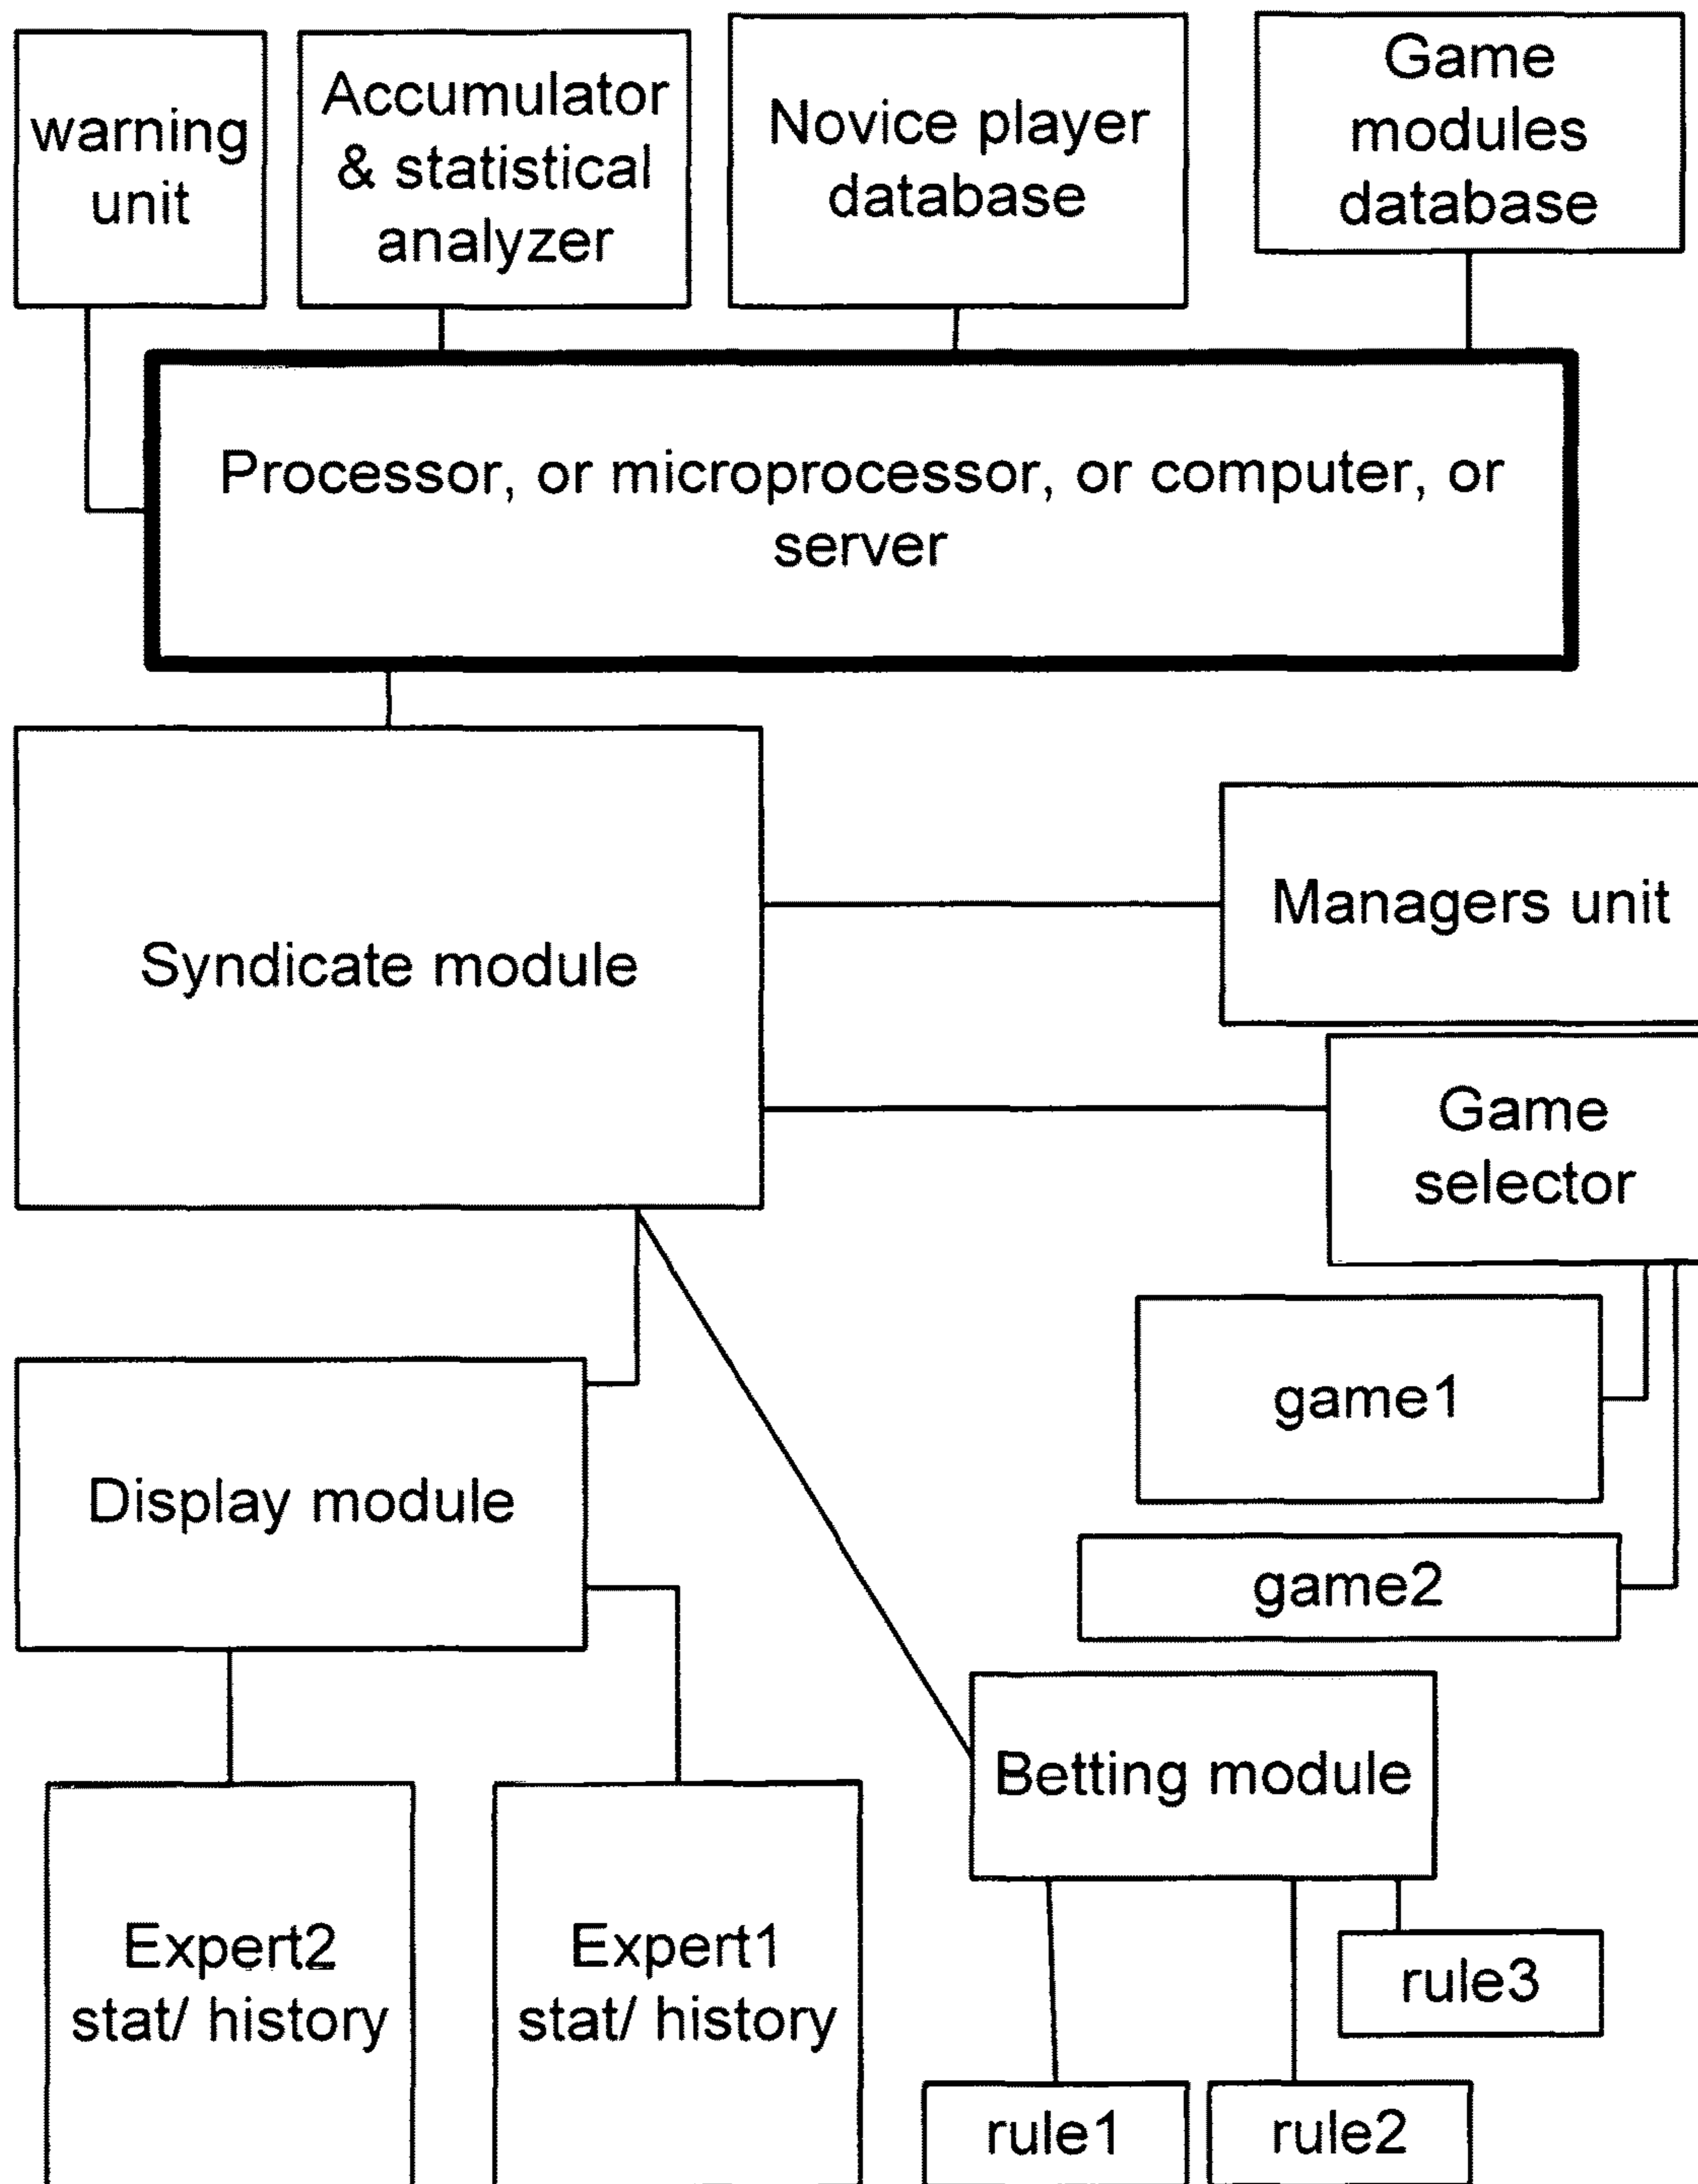 warning
unit
Accumulator
& statistical
analyzer
Novice player
database
Game
modules
database
Processor, or microprocessor, or computer, or
server
Syndicate module
Managers unit
Game
selector
game1
Display module
game2
Betting module
Expert2
stat/ history
Expert1
stat/ history
rule3
rule1
rule2